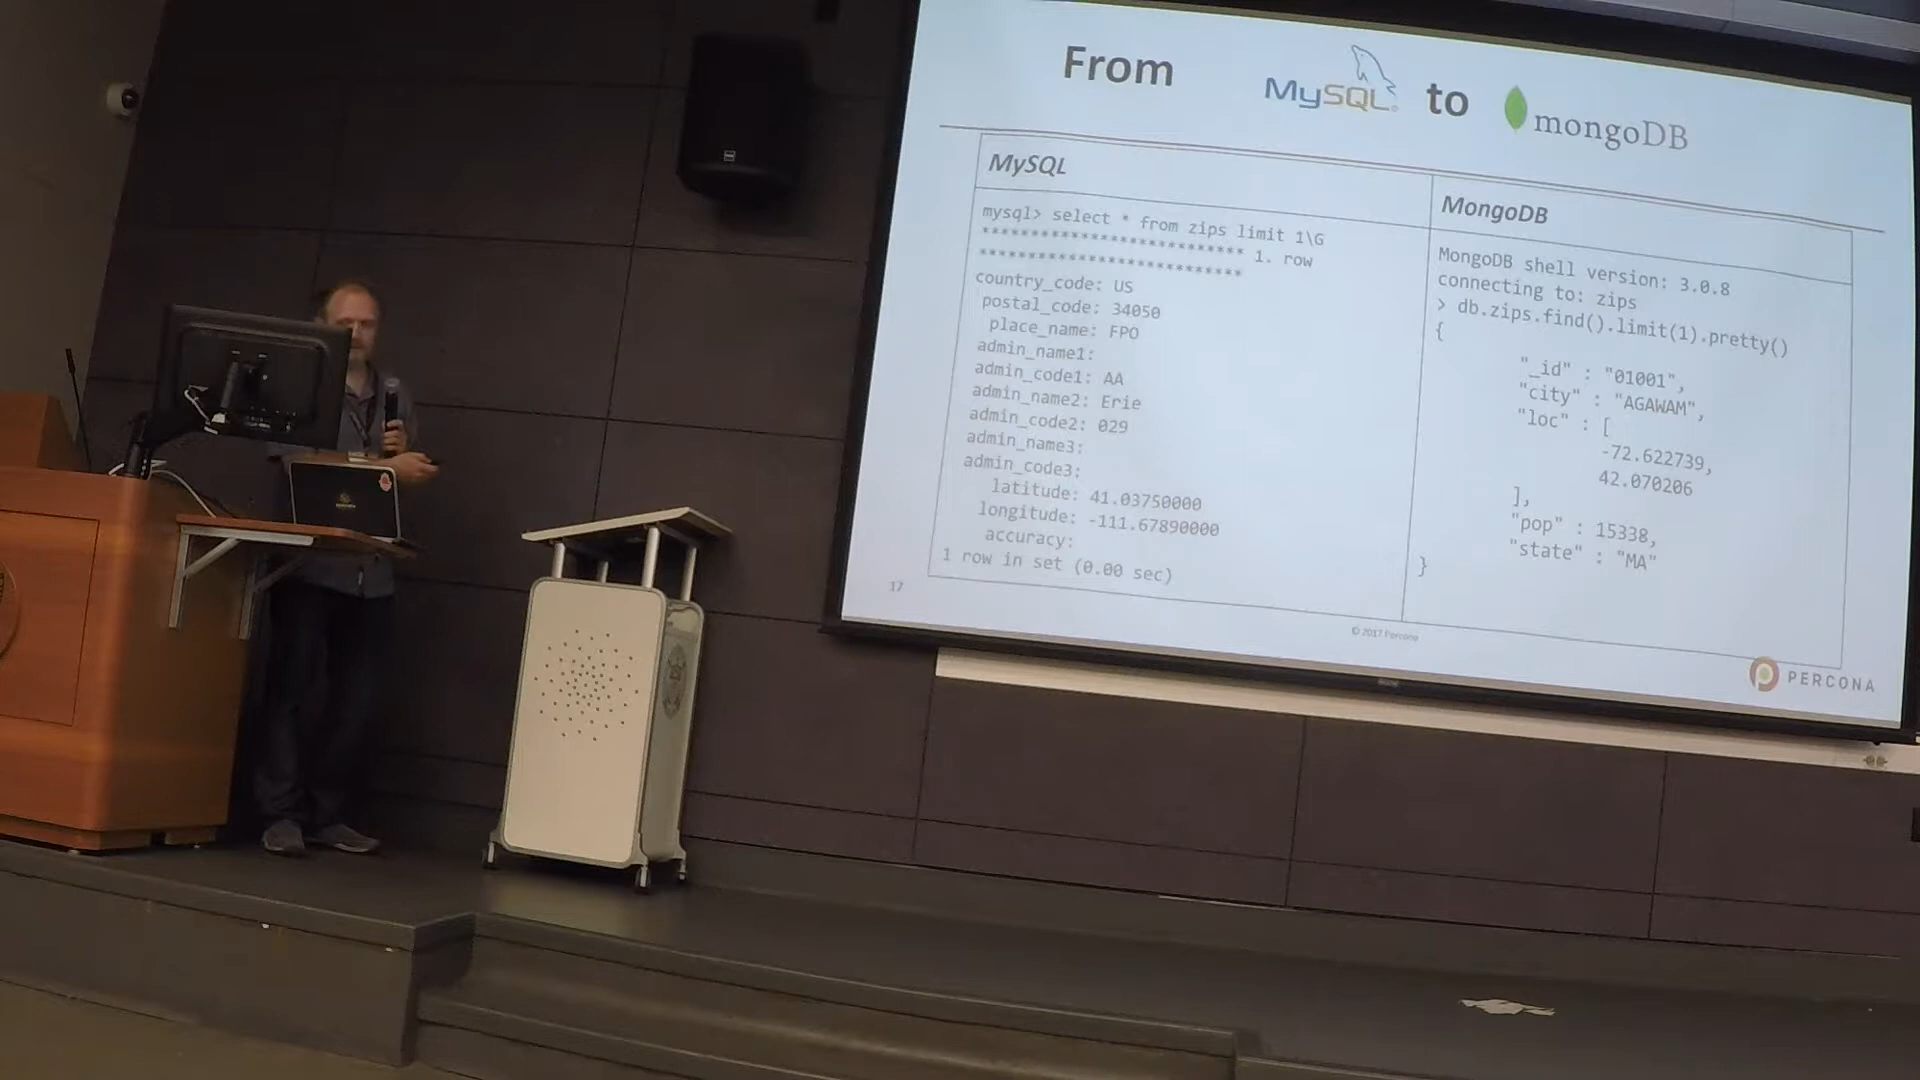 From MySQL to mongoDB
MySQL
mysql> select * from zips limit 1\G
*************************** 1. row
***************************
country_code: US
postal_code: 34050
place_name: FPO
admin_name1:
admin_code1: AA
admin_name2: Erie
admin_code2: 029
admin_name3:
admin_code3:
latitude: 41.03750000
longitude: -111.67890000
accuracy:
1 row in set (0.00 sec)
MongoDB
MongoDB shell version: 3.0.8
connecting to: zips
> db.zips.find().limit(1).pretty()
{
"_id" : "01001",
"city" : "AGAWAM",
"loc" : [
-72.622739,
42.070206
],
"pop" : 15338,
"state" : "MA"
}
17
© 2017 Percona
PERCONA